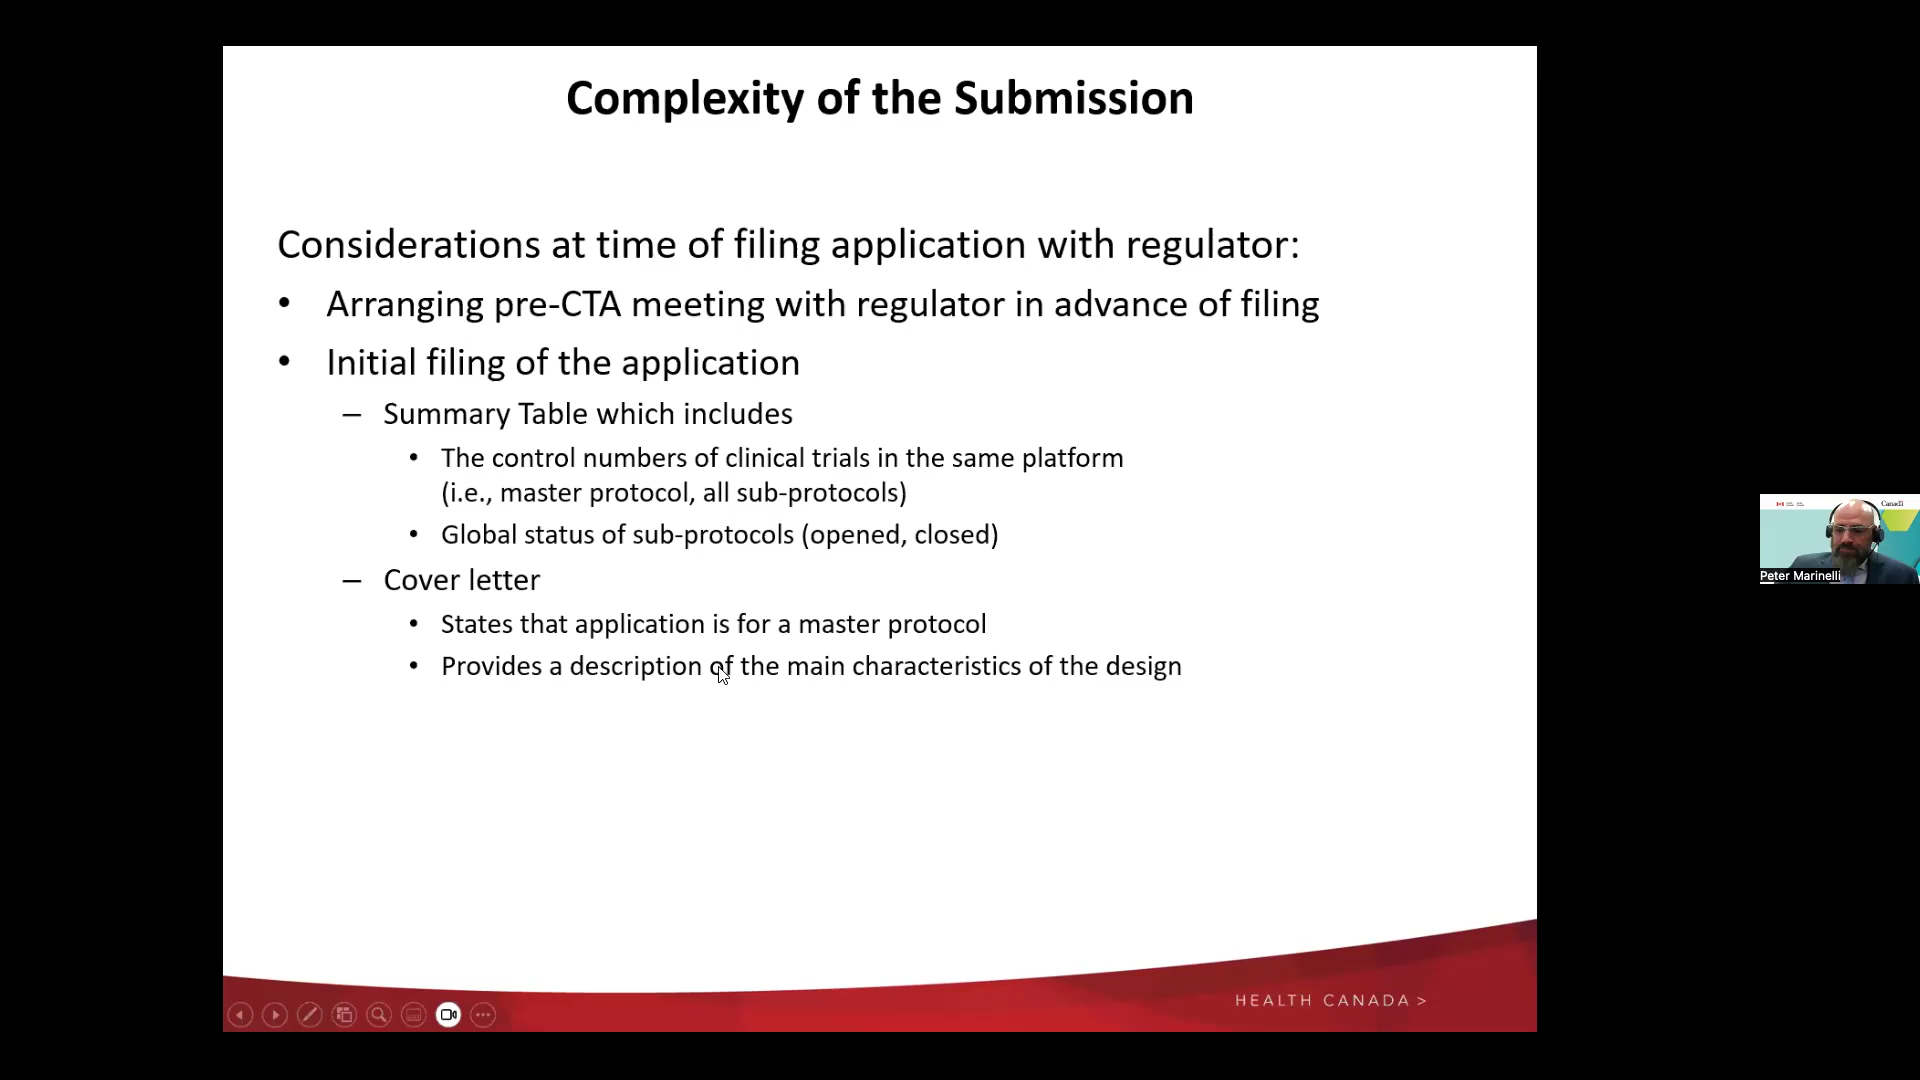 Complexity of the Submission
Considerations at time of filing application with regulator:
• Arranging pre-CTA meeting with regulator in advance of filing
• Initial filing of the application
– Summary Table which includes
• The control numbers of clinical trials in the same platform
(i.e., master protocol, all sub-protocols)
• Global status of sub-protocols (opened, closed)
– Cover letter
• States that application is for a master protocol
• Provides a description of the main characteristics of the design
Canada
Peter Marinelli
HEALTH CANADA >